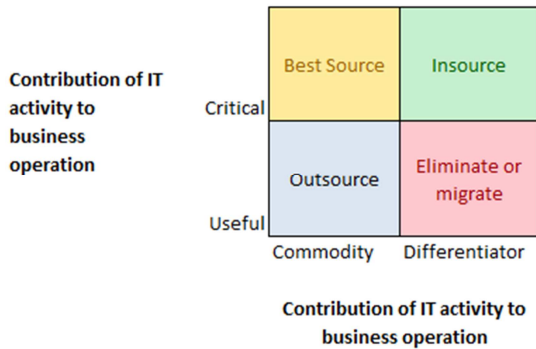 Contribution of IT
activity to
business
operation
Critical
Useful
Best Source
Insource
Outsource
Eliminate or
migrate
Commodity
Differentiator
Contribution of IT activity to
business operation